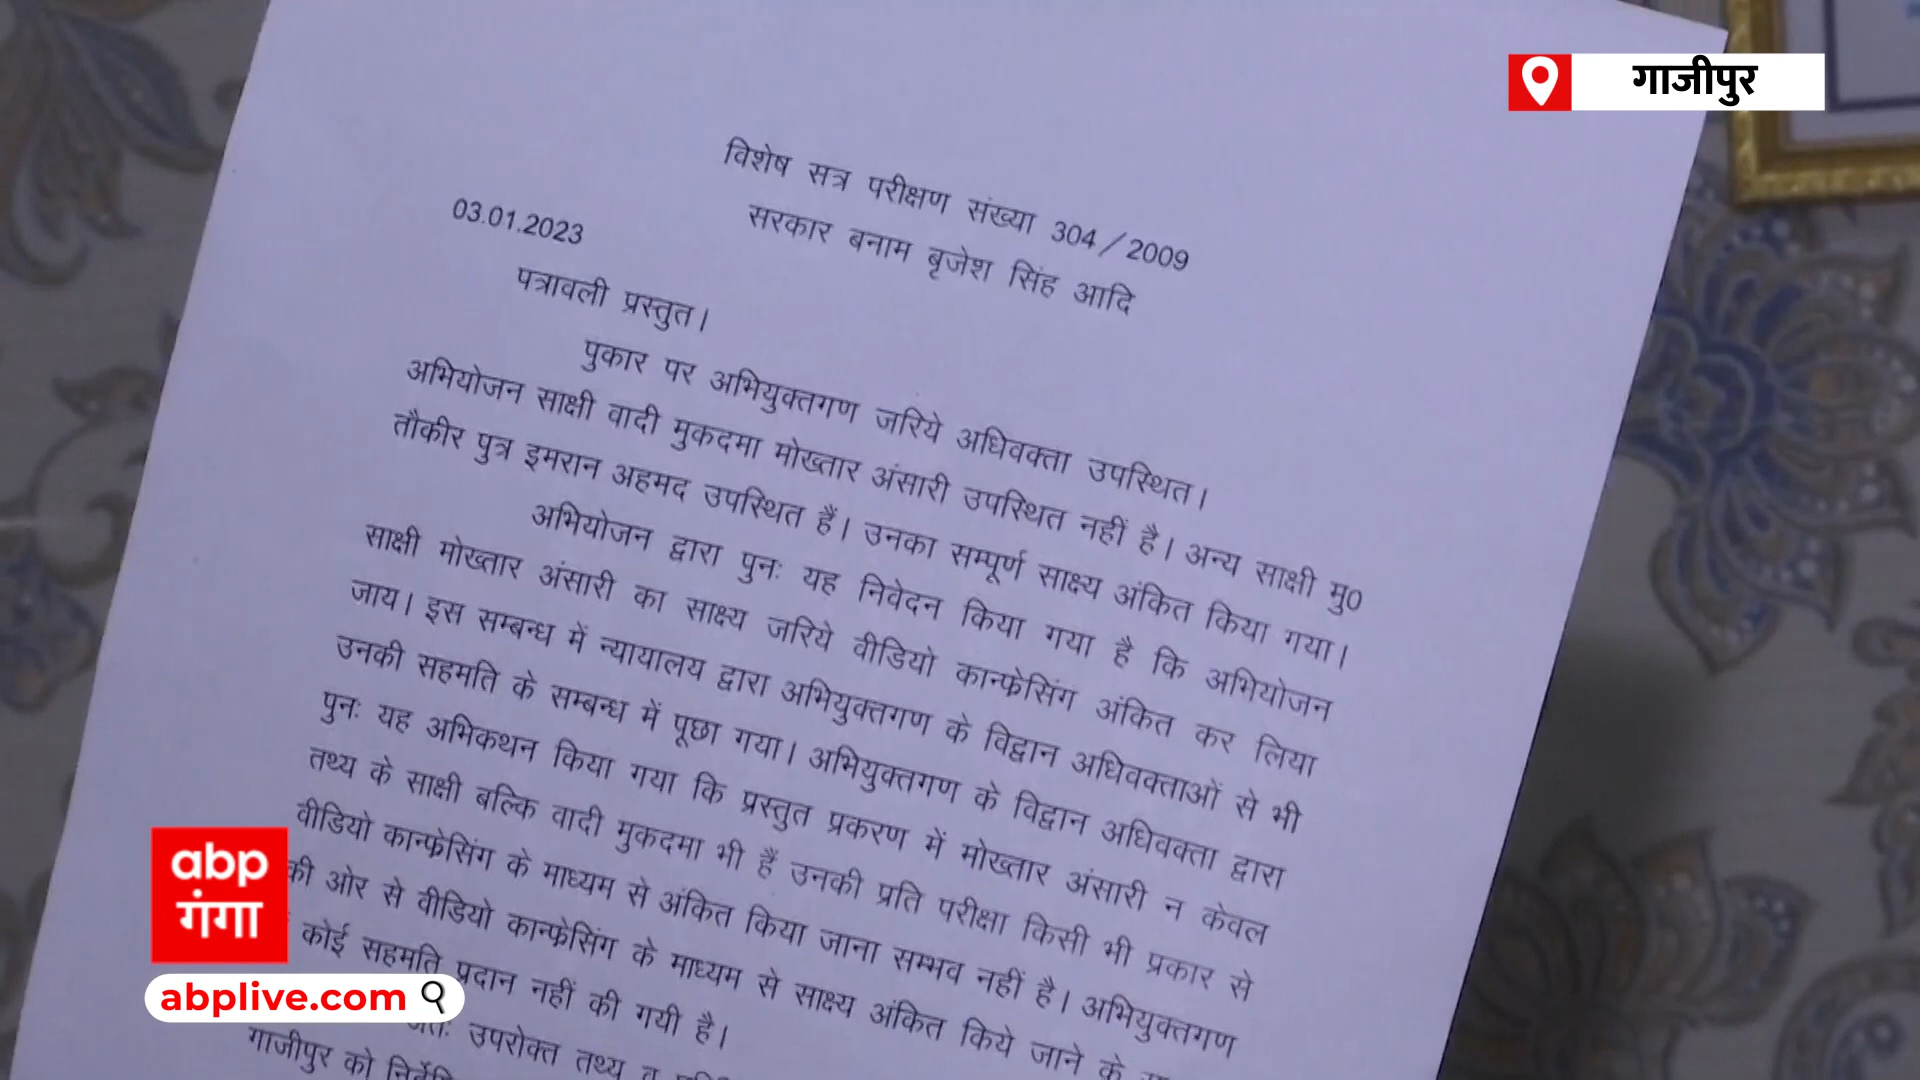 गाजीपुर
विशेष सत्र परीक्षण संख्या 304/2009
सरकार बनाम बृजेश सिंह आदि
03.01.2023
पत्रावली प्रस्तुत।
पुकार पर अभियुक्तगण जरिये अधिवक्ता उपस्थित।
अभियोजन साक्षी वादी मुकदमा मोख्तार अंसारी उपस्थित नहीं है। अन्य साक्षी मु0
तौकीर पुत्र इमरान अहमद उपस्थित हैं। उनका सम्पूर्ण साक्ष्य अंकित किया गया।
अभियोजन द्वारा पुनः यह निवेदन किया गया है कि अभियोजन
साक्षी मोख्तार अंसारी का साक्ष्य जरिये वीडियो कान्फ्रेसिंग अंकित कर लिया
जाय। इस सम्बन्ध में न्यायालय द्वारा अभियुक्तगण के विद्वान अधिवक्ताओं से भी
उनकी सहमति के सम्बन्ध में पूछा गया। अभियुक्तगण के विद्वान अधिवक्ता द्वारा
पुनः यह अभिकथन किया गया कि प्रस्तुत प्रकरण में मोख्तार अंसारी न केवल
तथ्य के साक्षी बल्कि वादी मुकदमा भी हैं उनकी प्रति परीक्षा किसी भी प्रकार से
वीडियो कान्फ्रेसिंग के माध्यम से अंकित किया जाना सम्भव नहीं है। अभियुक्तगण
की ओर से वीडियो कान्फ्रेसिंग के माध्यम से साक्ष्य अंकित किये जाने के
कोई सहमति प्रदान नहीं की गयी है।
उपरोक्त तथ्य व
गाजीपुर को
abp
गंगा
abplive.com